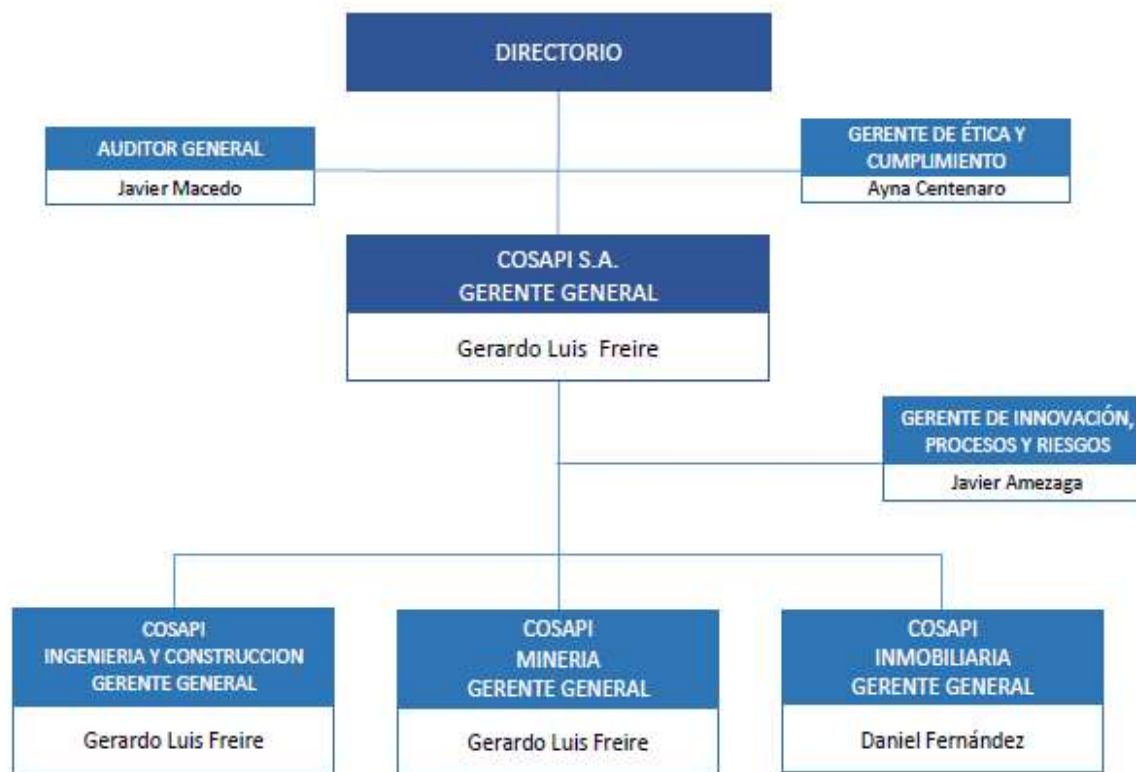 DIRECTORIO
AUDITOR GENERAL
Javier Macedo
GERENTE DE ÉTICA Y
CUMPLIMIENTO
Ayna Centenaro
COSAPI S.A.
GERENTE GENERAL
Gerardo Luis Freire
GERENTE DE INNOVACIÓN,
PROCESOS Y RIESGOS
Javier Amezaga
COSAPI
INGENIERIA Y CONSTRUCCION
GERENTE GENERAL
Gerardo Luis Freire
COSAPI
MINERIA
GERENTE GENERAL
Gerardo Luis Freire
COSAPI
INMOBILIARIA
GERENTE GENERAL
Daniel Fernández